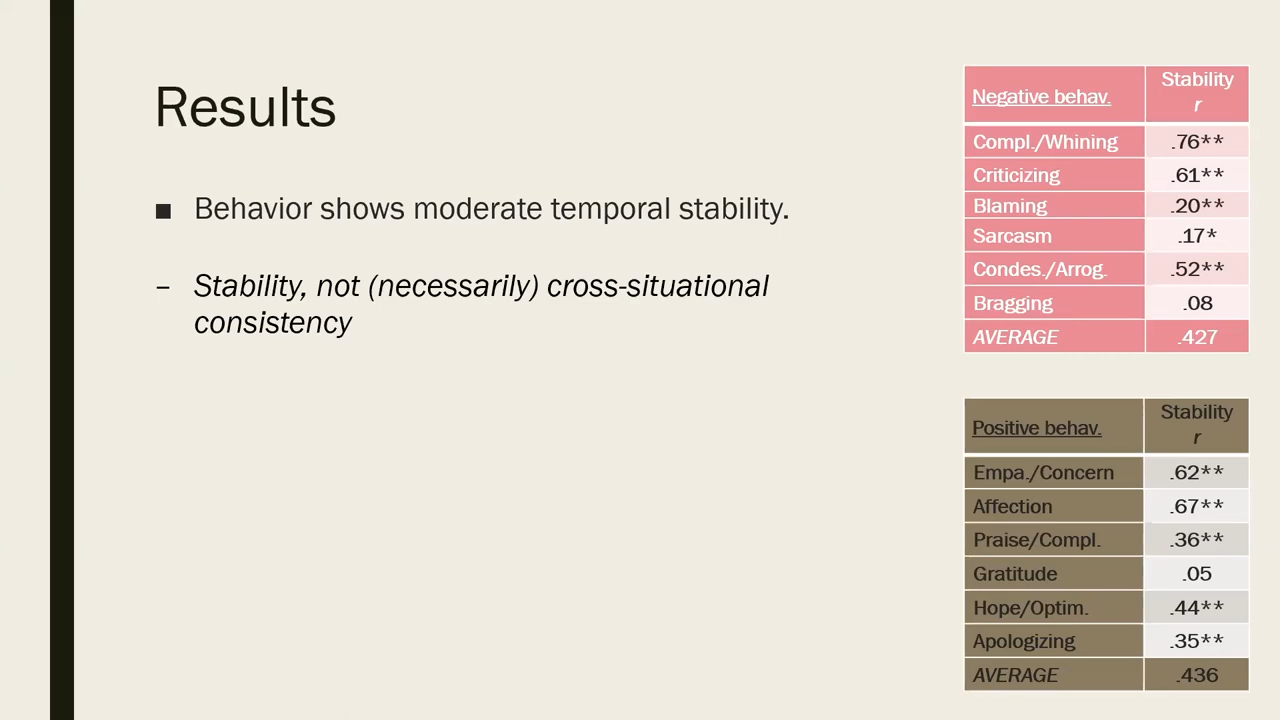 Results
■ Behavior shows moderate temporal stability.
– Stability, not (necessarily) cross-situational
consistency
Negative behav. Stability
r
Compl./Whining .76**
Criticizing .61**
Blaming .20**
Sarcasm .17*
Condes./Arrog. .52**
Bragging .08
AVERAGE .427
Positive behav. Stability
r
Empa./Concern .62**
Affection .67**
Praise/Compl. .36**
Gratitude .05
Hope/Optim. .44**
Apologizing .35**
AVERAGE .436